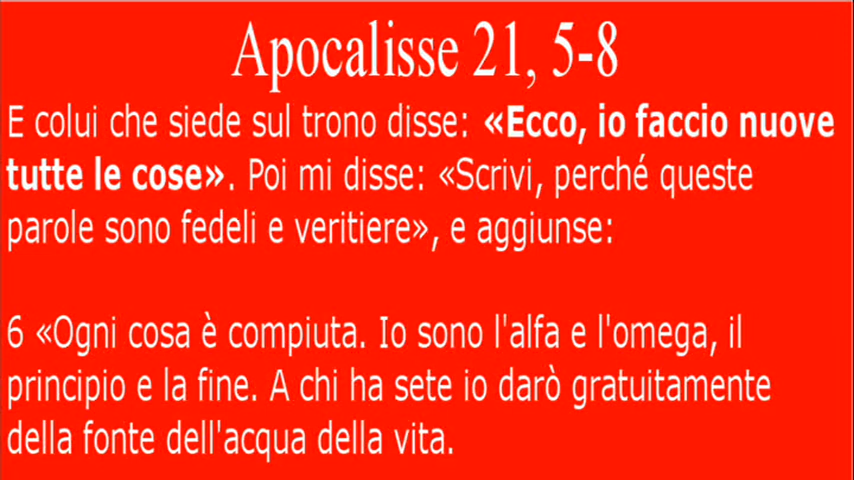 Apocalisse 21, 5-8
E colui che siede sul trono disse: «Ecco, io faccio nuove
tutte le cose». Poi mi disse: «Scrivi, perché queste
parole sono fedeli e veritiere», e aggiunse:
6 «Ogni cosa è compiuta. Io sono l'alfa e l'omega, il
principio e la fine. A chi ha sete io darò gratuitamente
della fonte dell'acqua della vita.